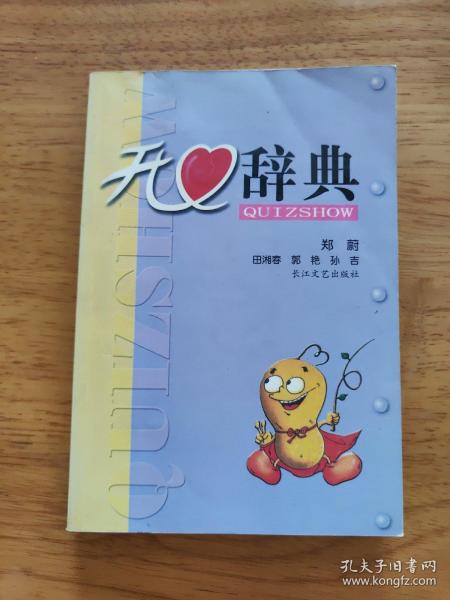 开心辞典
QUIZSHOW
郑 蔚
田湘春 郭 艳 孙 吉
长江文艺出版社
QUIZSHOW
孔夫子旧书网
www.kongfz.com